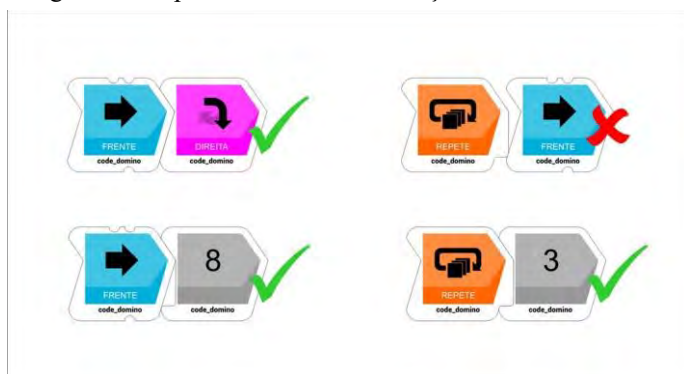 FRENTE DIREITA
code_domino code_domino
REPETE FRENTE
code_domino code_domino
8
FRENTE
code_domino code_domino
3
REPETE
code_domino code_domino